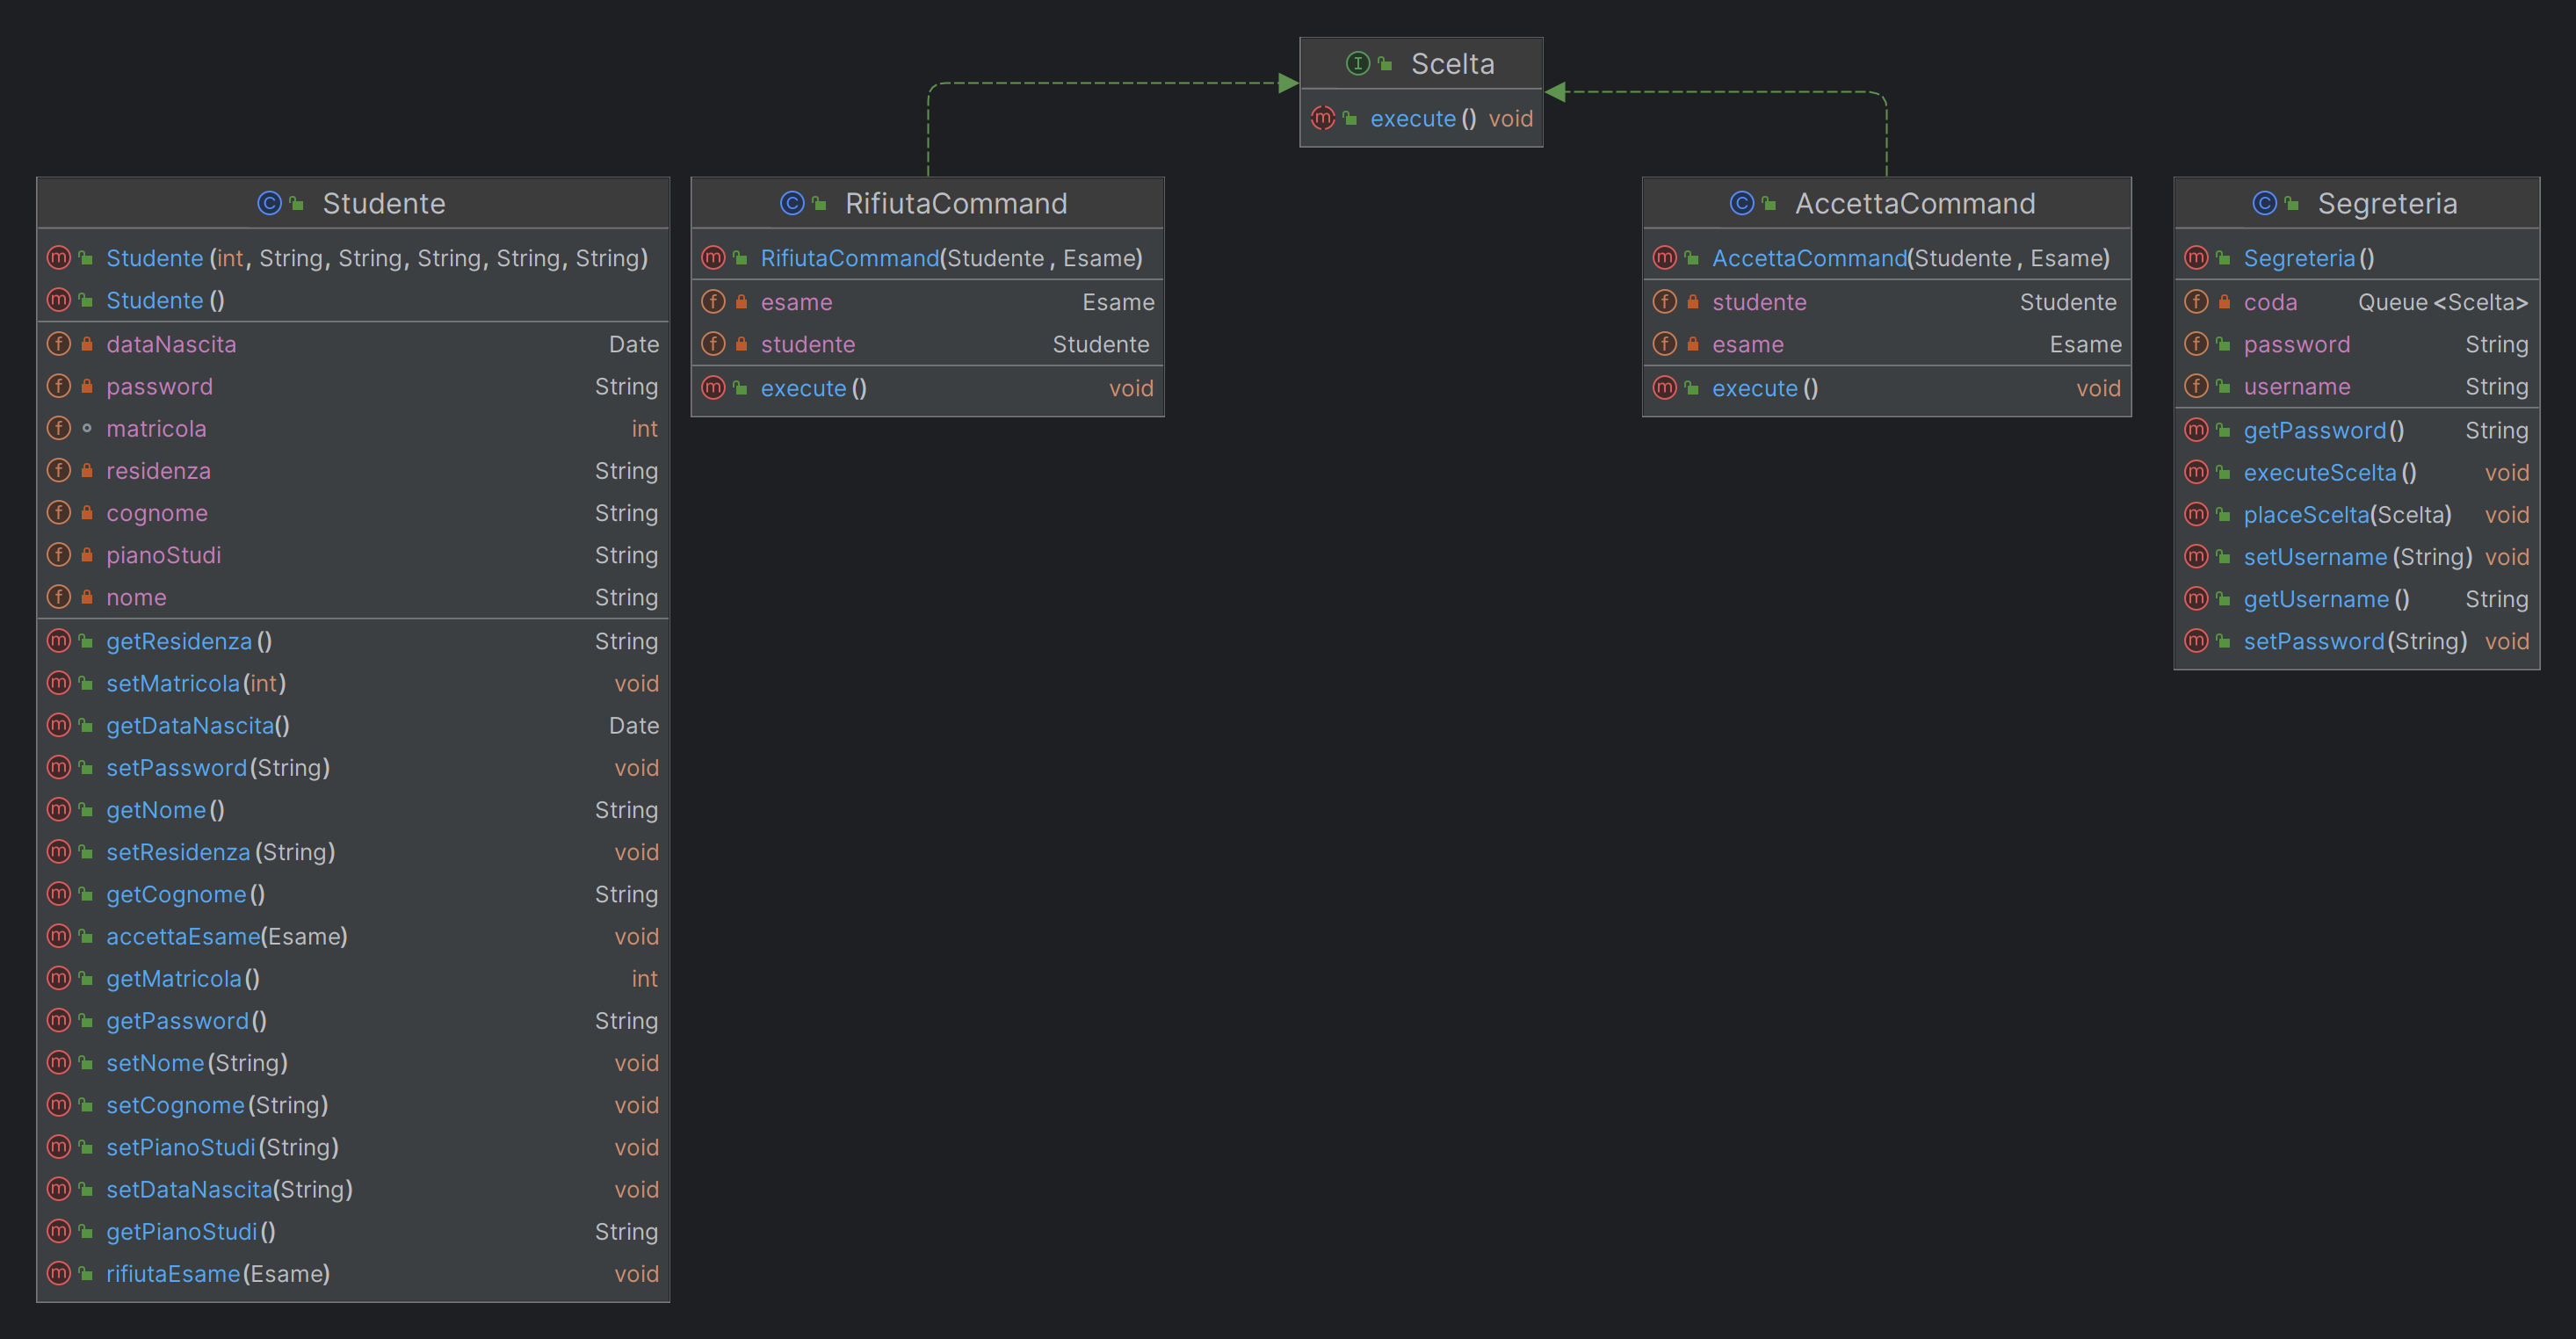 Scelta
execute() void
Studente
Studente(int, String, String, String, String, String)
Studente()
dataNascita Date
password String
matricola int
residenza String
cognome String
pianoStudi String
nome String
getResidenza() String
setMatricola(int) void
getDataNascita() Date
setPassword(String) void
getNome() String
setResidenza(String) void
getCognome() String
accettaEsame(Esame) void
getMatricola() int
getPassword() String
setNome(String) void
setCognome(String) void
setPianoStudi(String) void
setDataNascita(String) void
getPianoStudi() String
rifiutaEsame(Esame) void
RifiutaCommand
RifiutaCommand(Studente, Esame)
esame Esame
studente Studente
execute() void
AccettaCommand
AccettaCommand(Studente, Esame)
studente Studente
esame Esame
execute() void
Segreteria
Segreteria()
coda Queue<Scelta>
password String
username String
getPassword() String
executeScelta() void
placeScelta(Scelta) void
setUsername(String) void
getUsername() String
setPassword(String) void